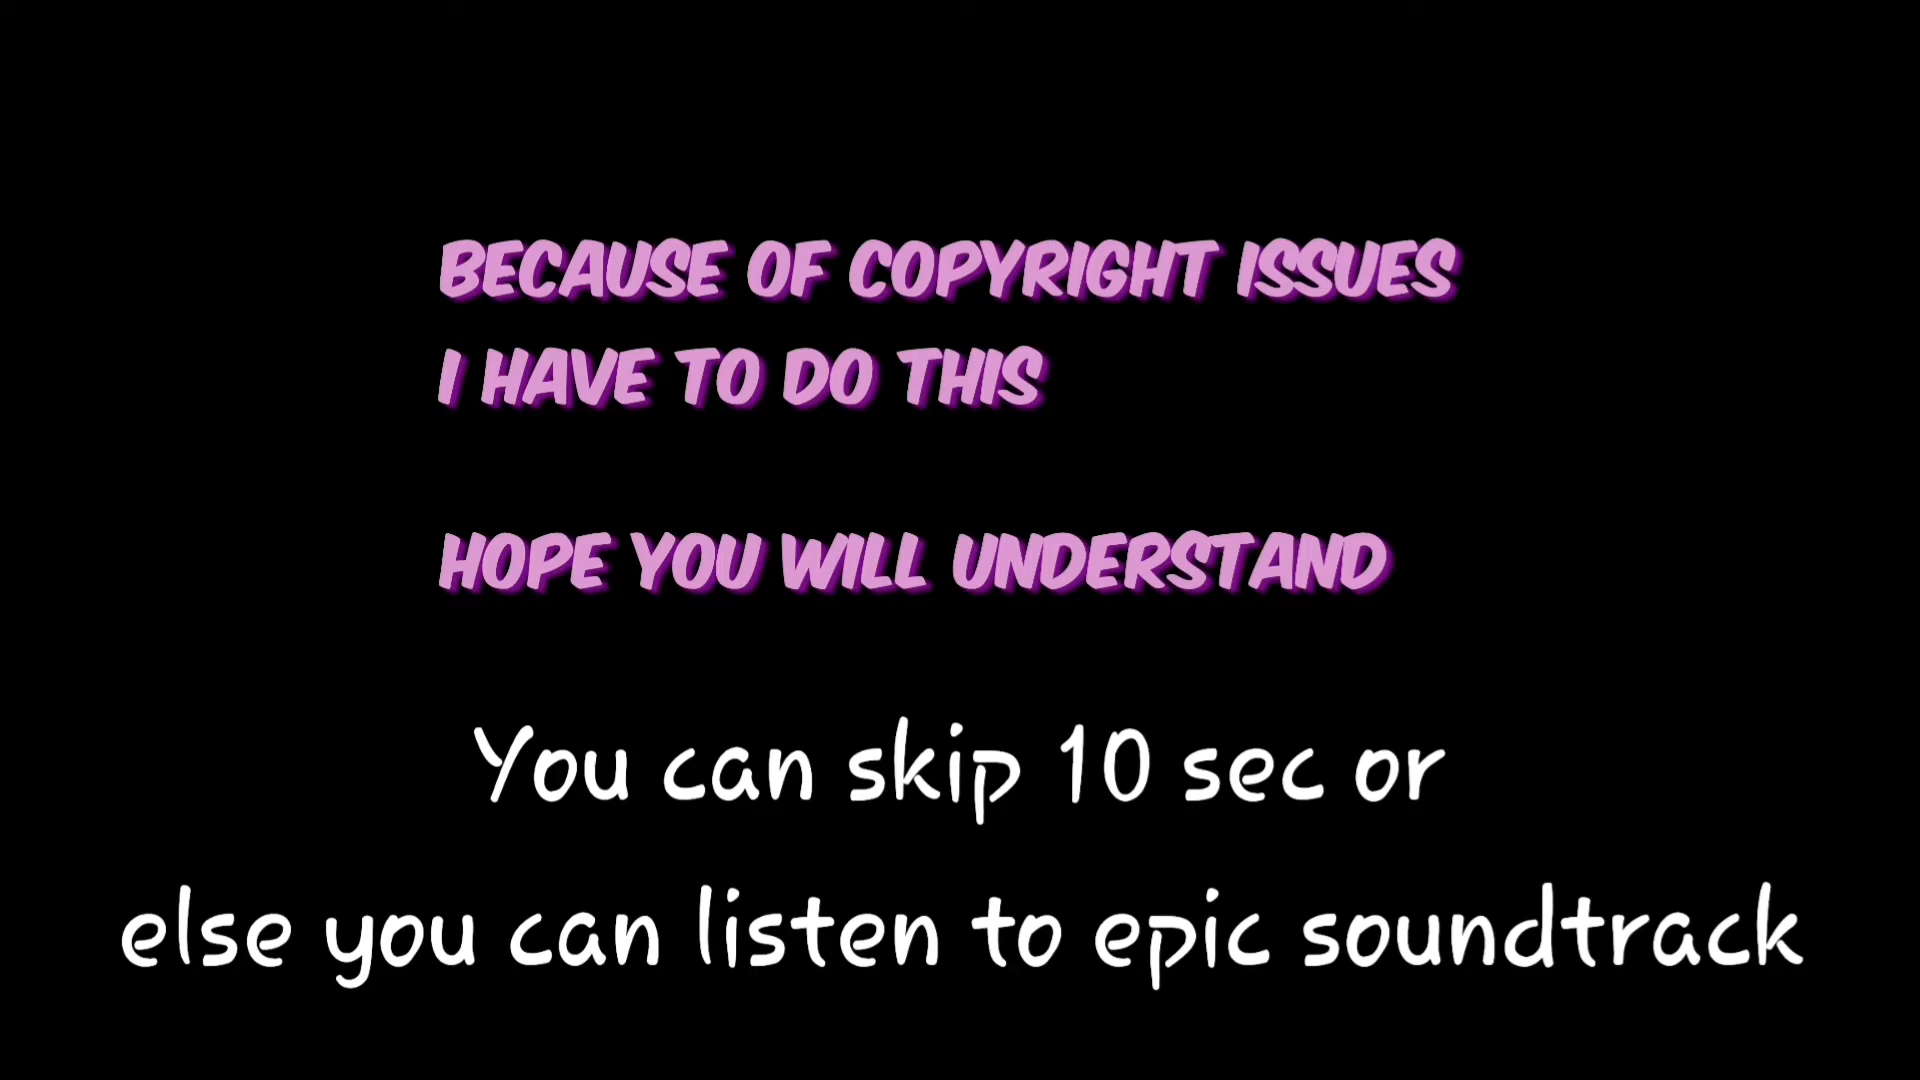 BECAUSE OF COPYRIGHT ISSUES
I HAVE TO DO THIS
HOPE YOU WILL UNDERSTAND
You can skip 10 sec or
else you can listen to epic soundtrack